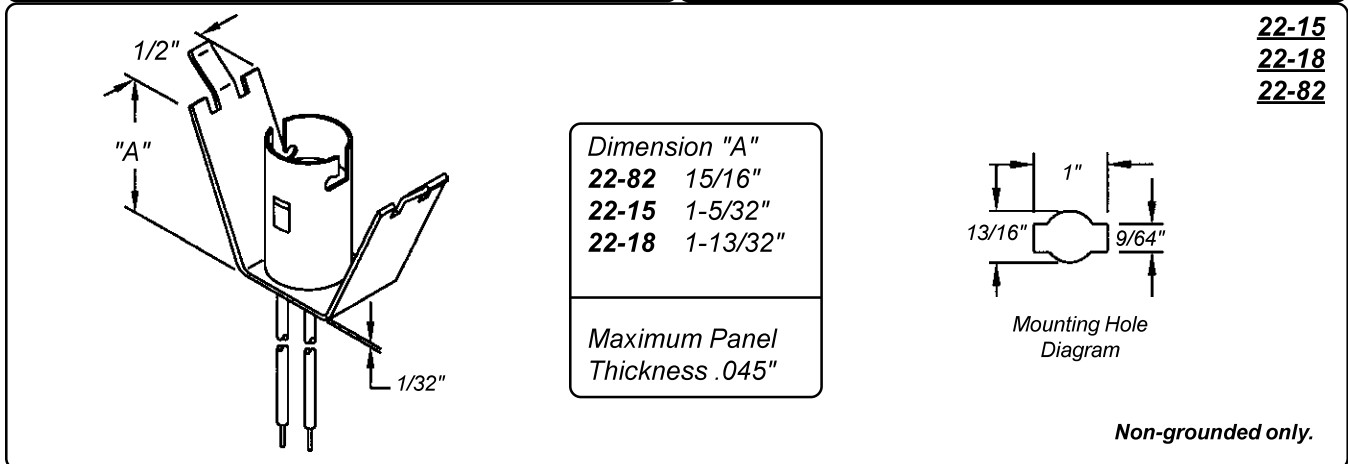 22-15
22-18
22-82
1/2"
"A"
1/32"
Dimension "A"
22-82 15/16"
22-15 1-5/32"
22-18 1-13/32"
Maximum Panel
Thickness .045"
1"
13/16"
9/64"
Mounting Hole
Diagram
Non-grounded only.